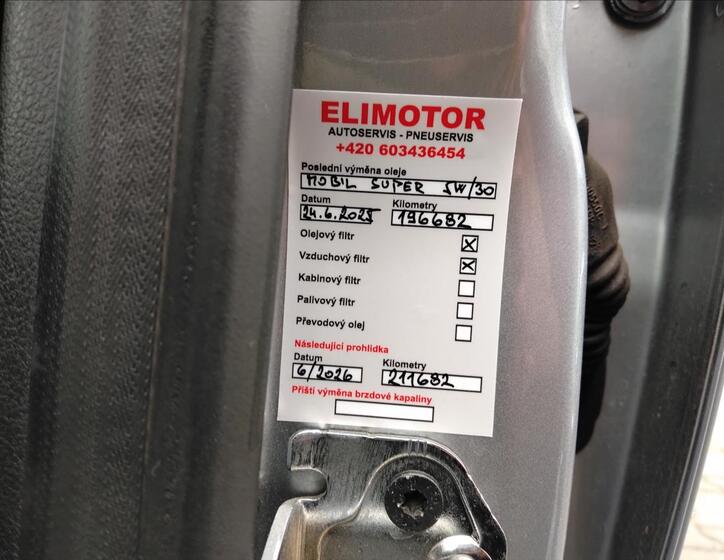 ELIMOTOR
AUTOSERVIS - PNEUSERVIS
+420 603436454
Poslední výměna oleje
MOBIL SUPER 5W/30
Datum Kilometry
24.6.2025 196682
Olejový filtr
Vzduchový filtr
Kabinový filtr
Palivový filtr
Převodový olej
Následující prohlídka
Datum Kilometry
6/2026 211682
Příští výměna brzdové kapaliny